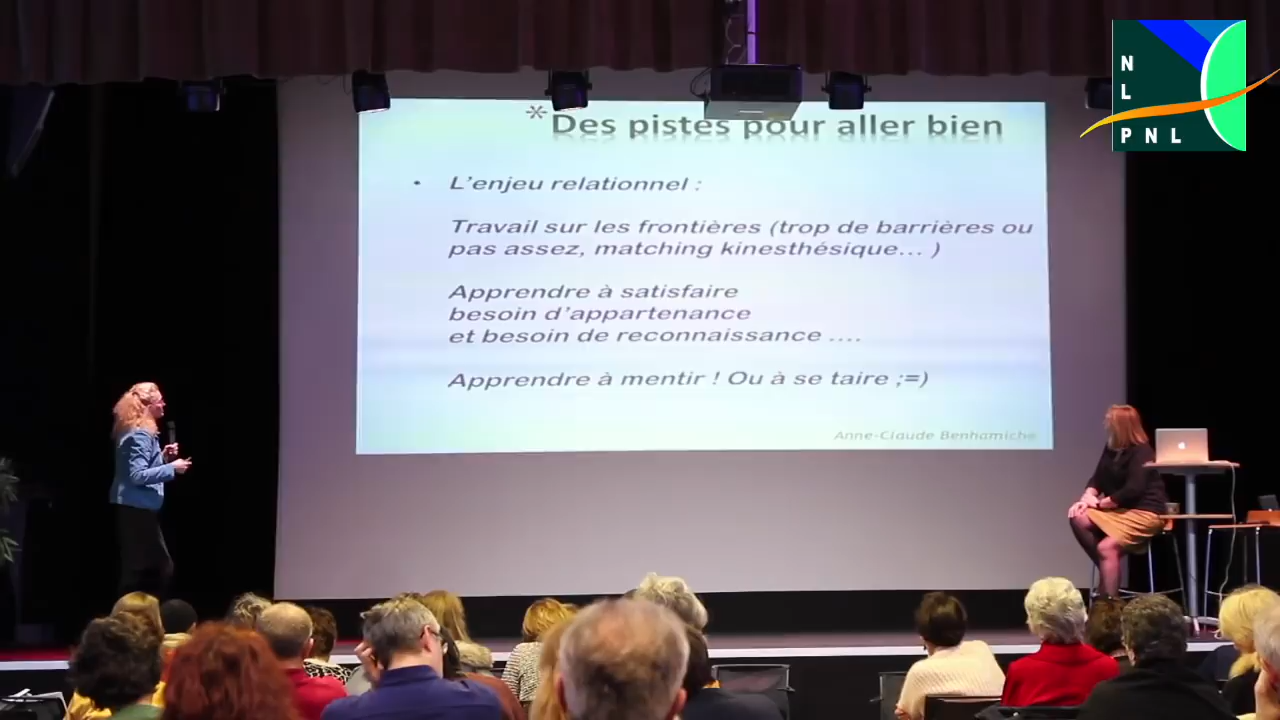 * Des pistes pour aller bien
• L'enjeu relationnel :
Travail sur les frontières (trop de barrières ou
pas assez, matching kinesthésique... )
Apprendre à satisfaire
besoin d'appartenance
et besoin de reconnaissance ....
Apprendre à mentir ! Ou à se taire ;=)
Anne-Claude Benhamiche
N
L
PNL